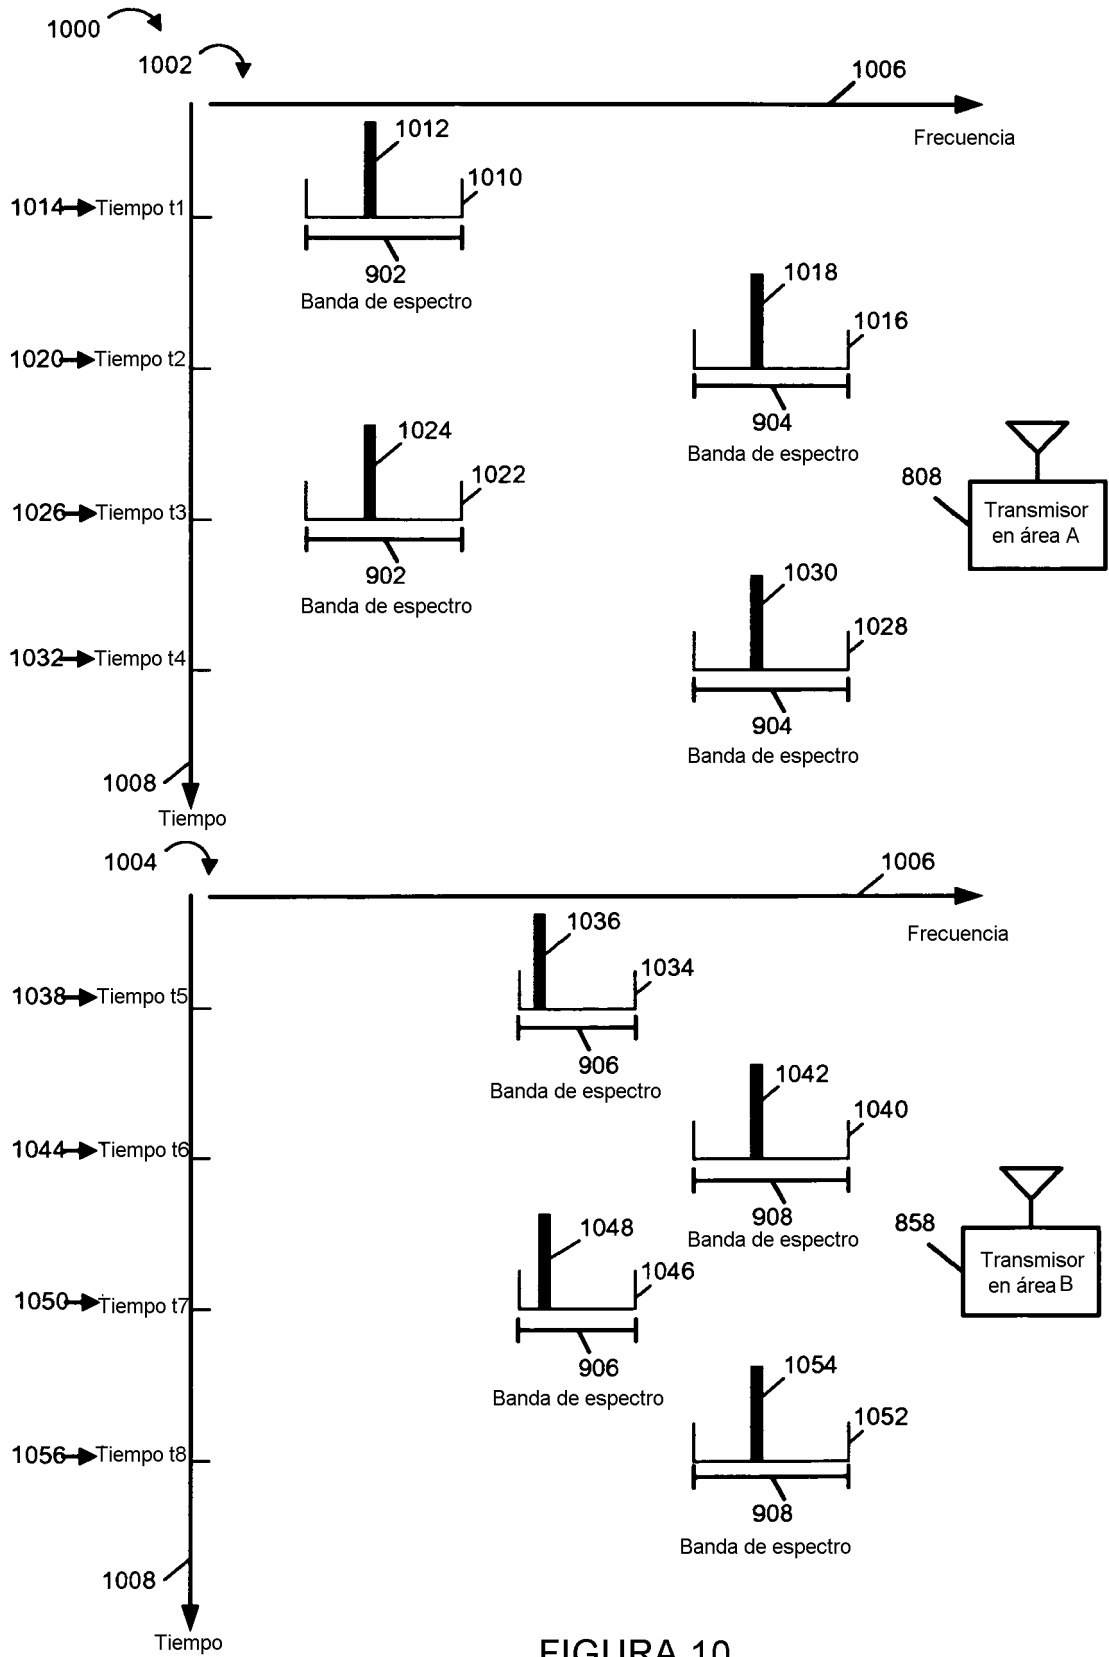 1000
1002
1006
Frecuencia
1012
1010
1014 Tiempo t1
902
Banda de espectro
1018
1016
1020 Tiempo t2
904
Banda de espectro
1024
1022
808
Transmisor
en área A
1026 Tiempo t3
902
Banda de espectro
1030
1028
1032 Tiempo t4
904
Banda de espectro
1008
Tiempo
1004
1006
Frecuencia
1036
1034
1038 Tiempo t5
906
Banda de espectro
1042
1040
1044 Tiempo t6
908
Banda de espectro
858
Transmisor
en área B
1048
1046
1050 Tiempo t7
906
Banda de espectro
1054
1052
1056 Tiempo t8
908
Banda de espectro
1008
Tiempo
FIGURA 10